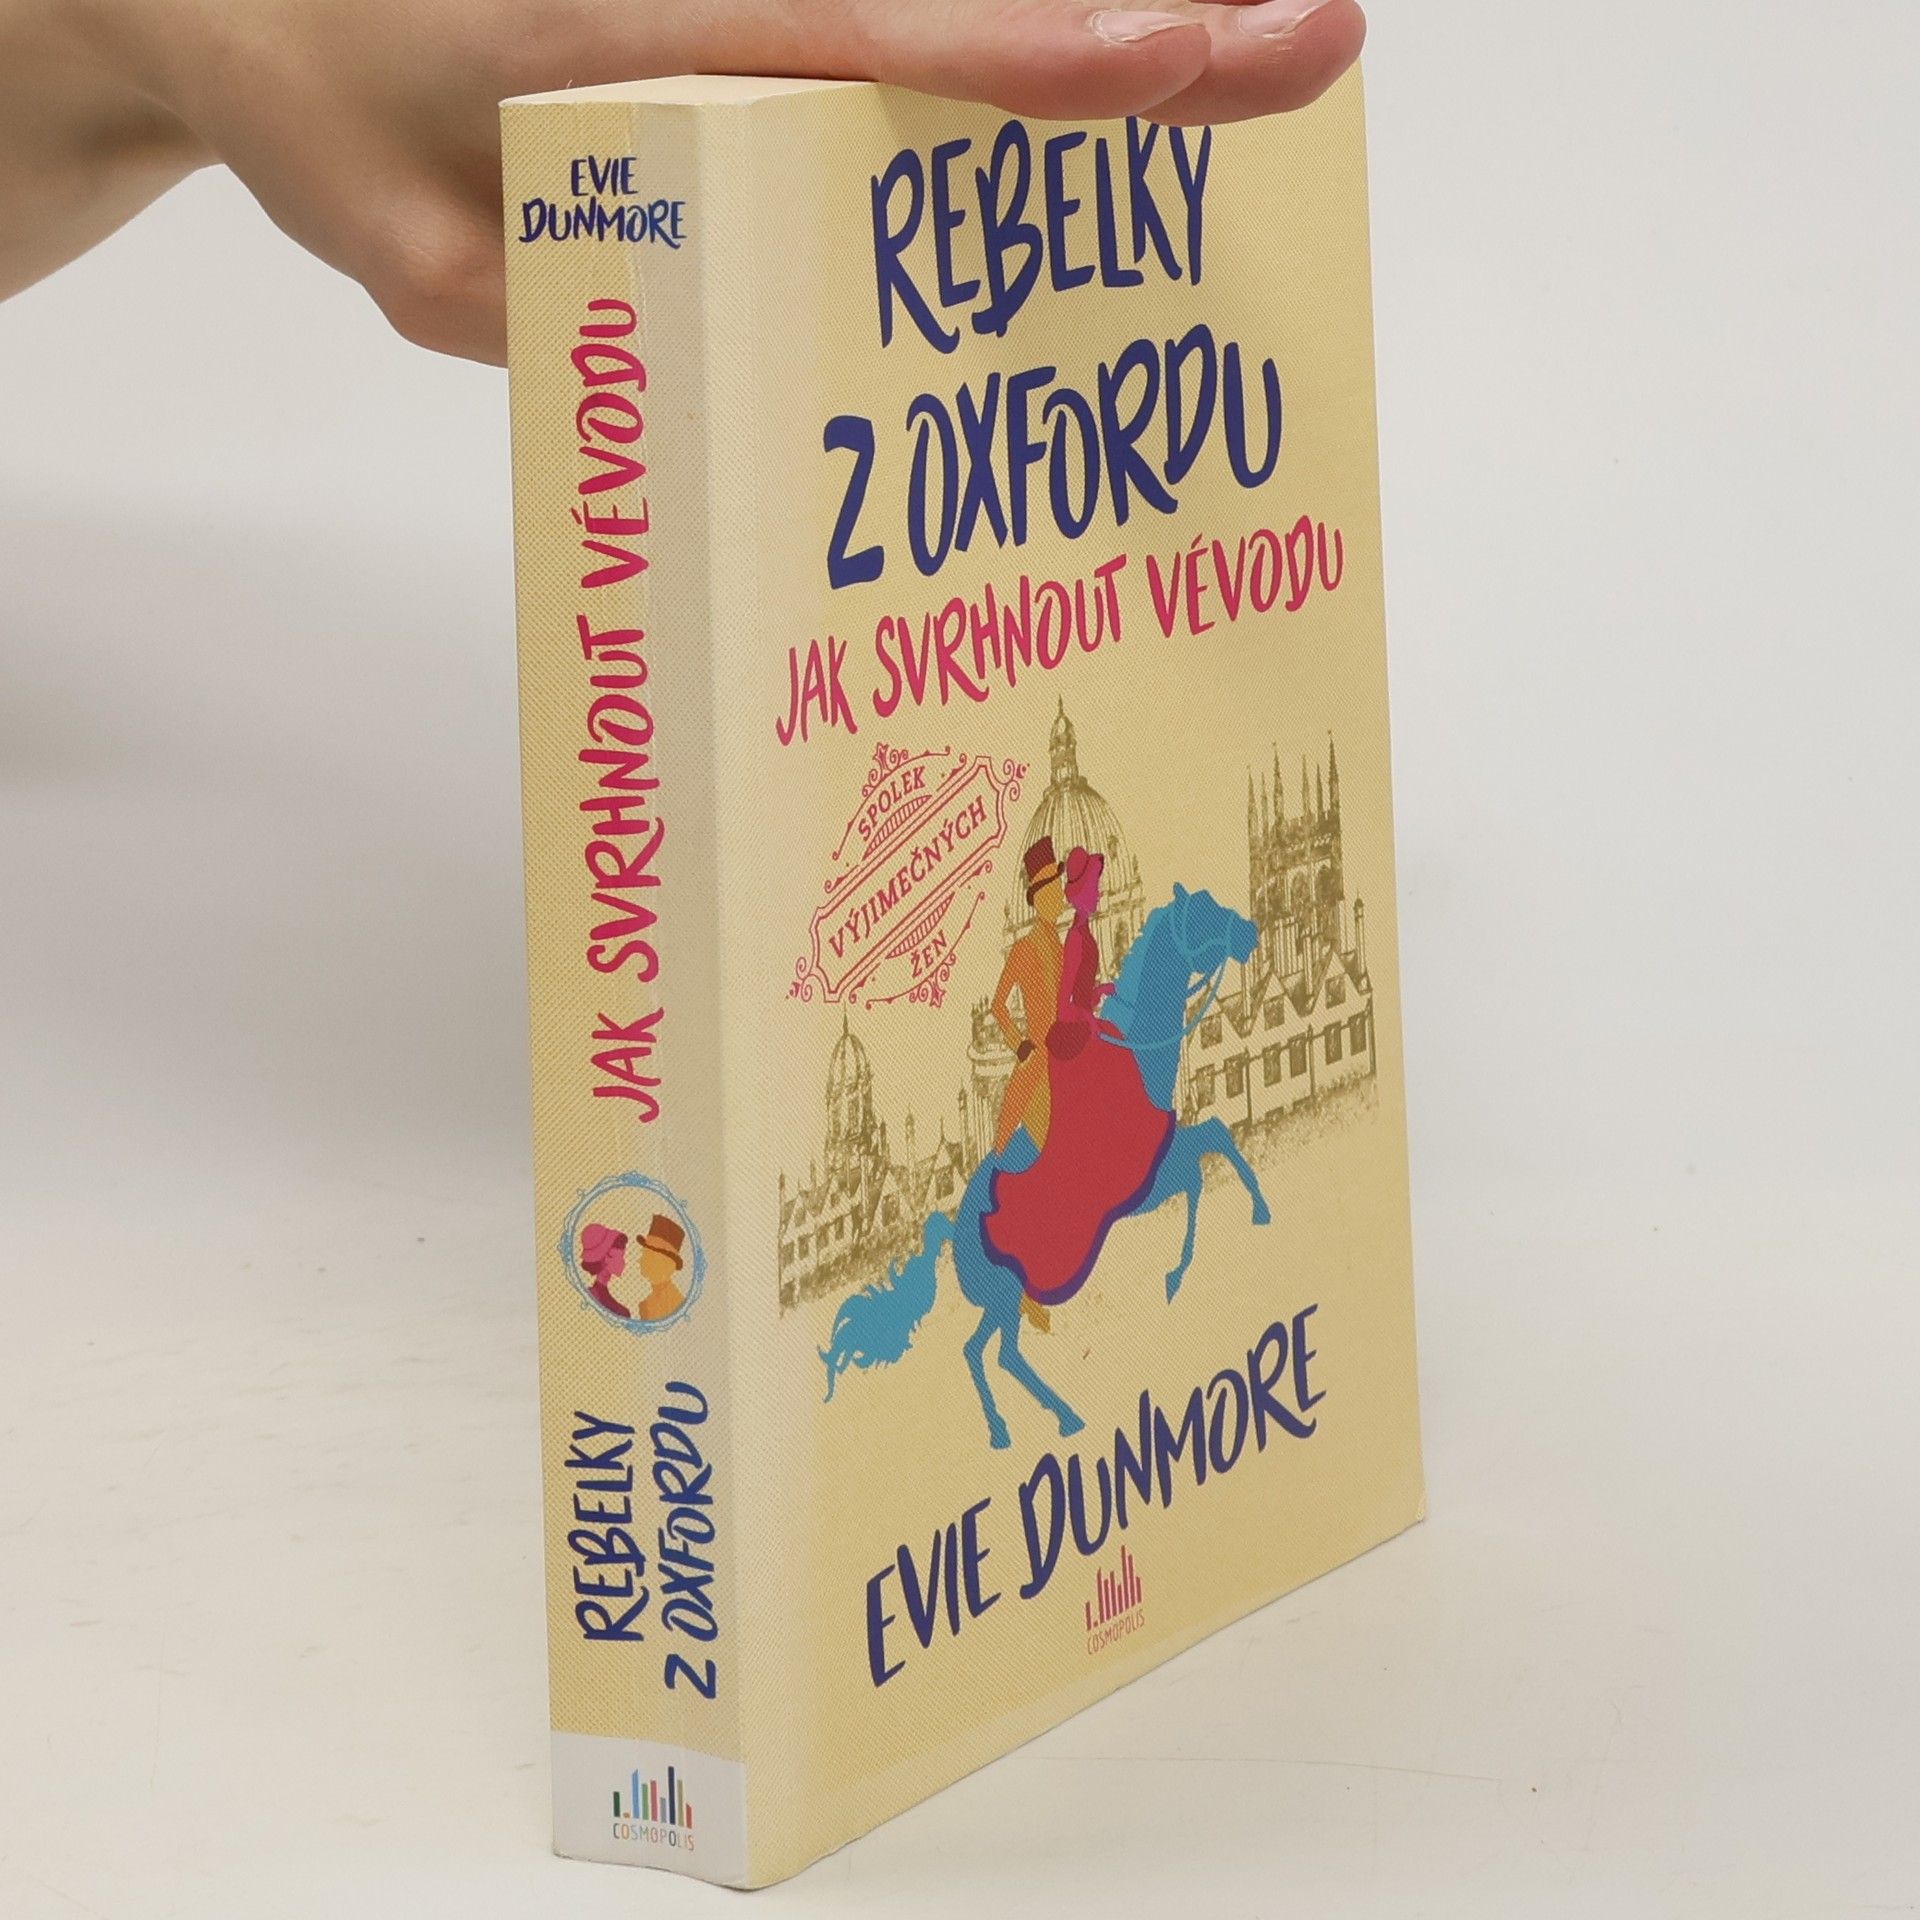 EVIE
DUNMORE
JAK SVRHNOUT VÉVODU
REBELKY
Z OXFORDU
COSMOPOLIS
REBELKY
Z OXFORDU
JAK SVRHNOUT VÉVODU
SPOLEK
VÝJIMEČNÝCH
ŽEN
EVIE DUNMORE
COSMOPOLIS